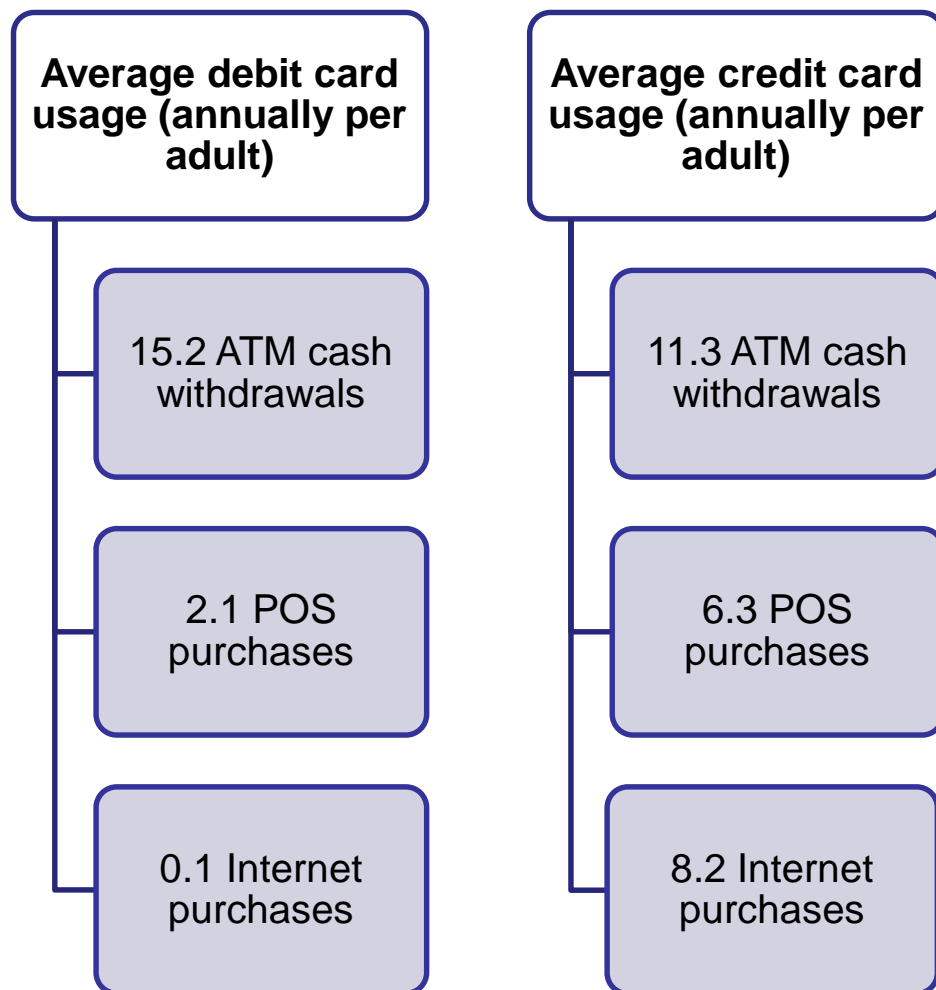 Average debit card
usage (annually per
adult)
15.2 ATM cash
withdrawals
2.1 POS
purchases
0.1 Internet
purchases
Average credit card
usage (annually per
adult)
11.3 ATM cash
withdrawals
6.3 POS
purchases
8.2 Internet
purchases